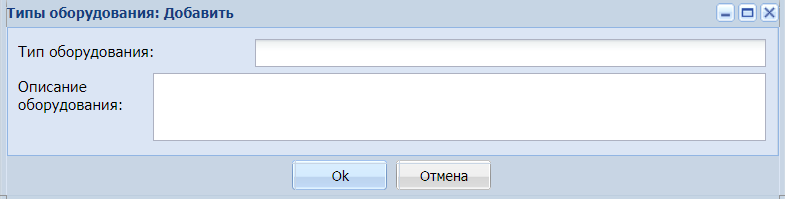 Типы оборудования: Добавить
Тип оборудования:
Описание
оборудования:
Ok
Отмена